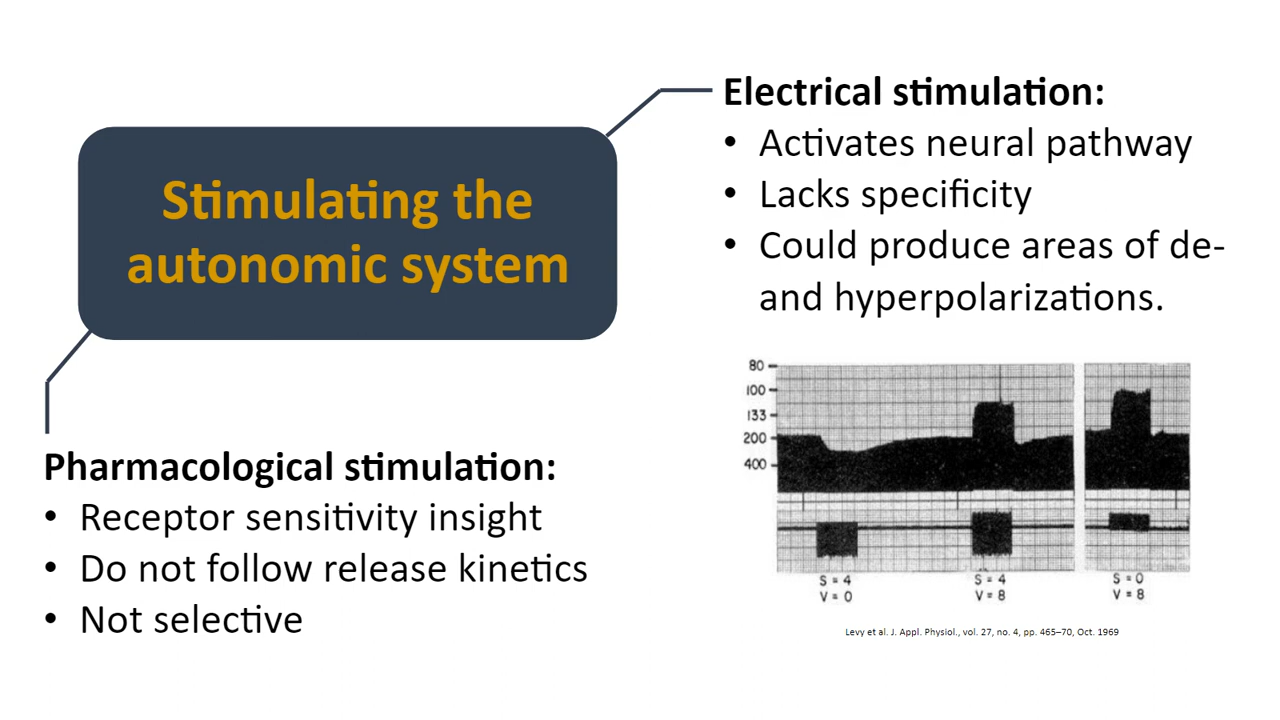 Stimulating the
autonomic system
Electrical stimulation:
• Activates neural pathway
• Lacks specificity
• Could produce areas of de-
and hyperpolarizations.
Pharmacological stimulation:
• Receptor sensitivity insight
• Do not follow release kinetics
• Not selective
80
100
133
200
400
S = 4
V = 0
S = 4
V = 8
S = 0
V = 8
Levy et al. J. Appl. Physiol., vol. 27, no. 4, pp. 465–70, Oct. 1969